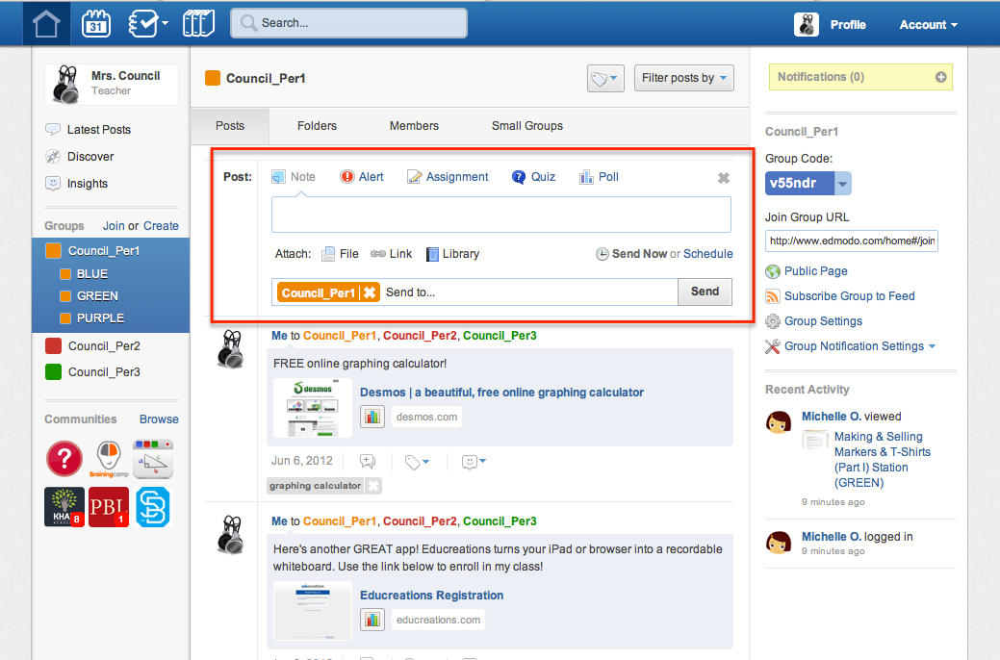 31
Search...
Profile
Account
Mrs. Council
Teacher
Latest Posts
Discover
Insights
Groups Join or Create
Council_Per1
BLUE
GREEN
PURPLE
Council_Per2
Council_Per3
Communities Browse
?
Brainingcamp
KHA
8
PBL
1
SB
Council_Per1
Filter posts by
Posts Folders Members Small Groups
Post: Note Alert Assignment Quiz Poll
Attach: File Link Library Send Now or Schedule
Council_Per1 Send to... Send
Me to Council_Per1, Council_Per2, Council_Per3
FREE online graphing calculator!
desmos
Desmos | a beautiful, free online graphing calculator
desmos.com
Jun 6, 2012
graphing calculator
Me to Council_Per1, Council_Per2, Council_Per3
Here's another GREAT app! Educreations turns your iPad or browser into a recordable
whiteboard. Use the link below to enroll in my class!
educreations
Educreations Registration
educreations.com
Notifications (0)
Council_Per1
Group Code:
v55ndr
Join Group URL
http://www.edmodo.com/home#/join
Public Page
Subscribe Group to Feed
Group Settings
Group Notification Settings
Recent Activity
Michelle O. viewed
Making & Selling
Markers & T-Shirts
(Part I) Station
(GREEN)
9 minutes ago
Michelle O. logged in
9 minutes ago